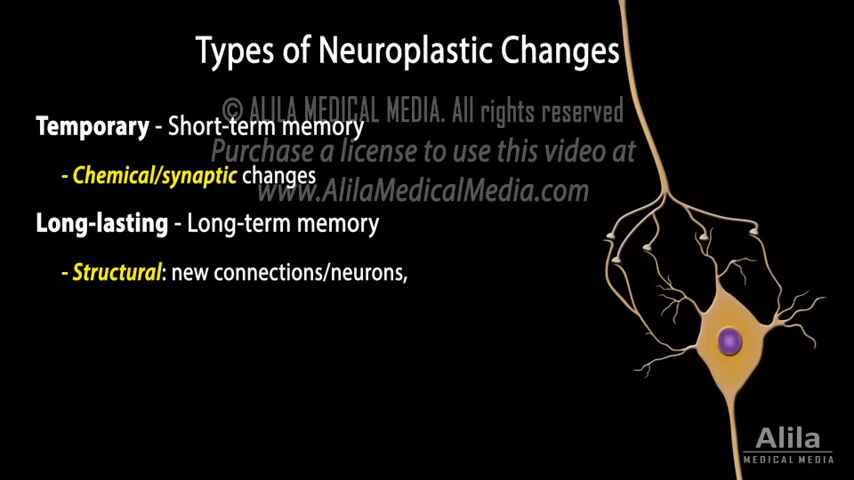 Types of Neuroplastic Changes
© ALILA MEDICAL MEDIA. All rights reserved
Temporary - Short-term memory
Purchase a license to use this video at
- Chemical/synaptic changes
www.AlilaMedicalMedia.com
Long-lasting - Long-term memory
- Structural: new connections/neurons,
Alila
MEDICAL MEDIA